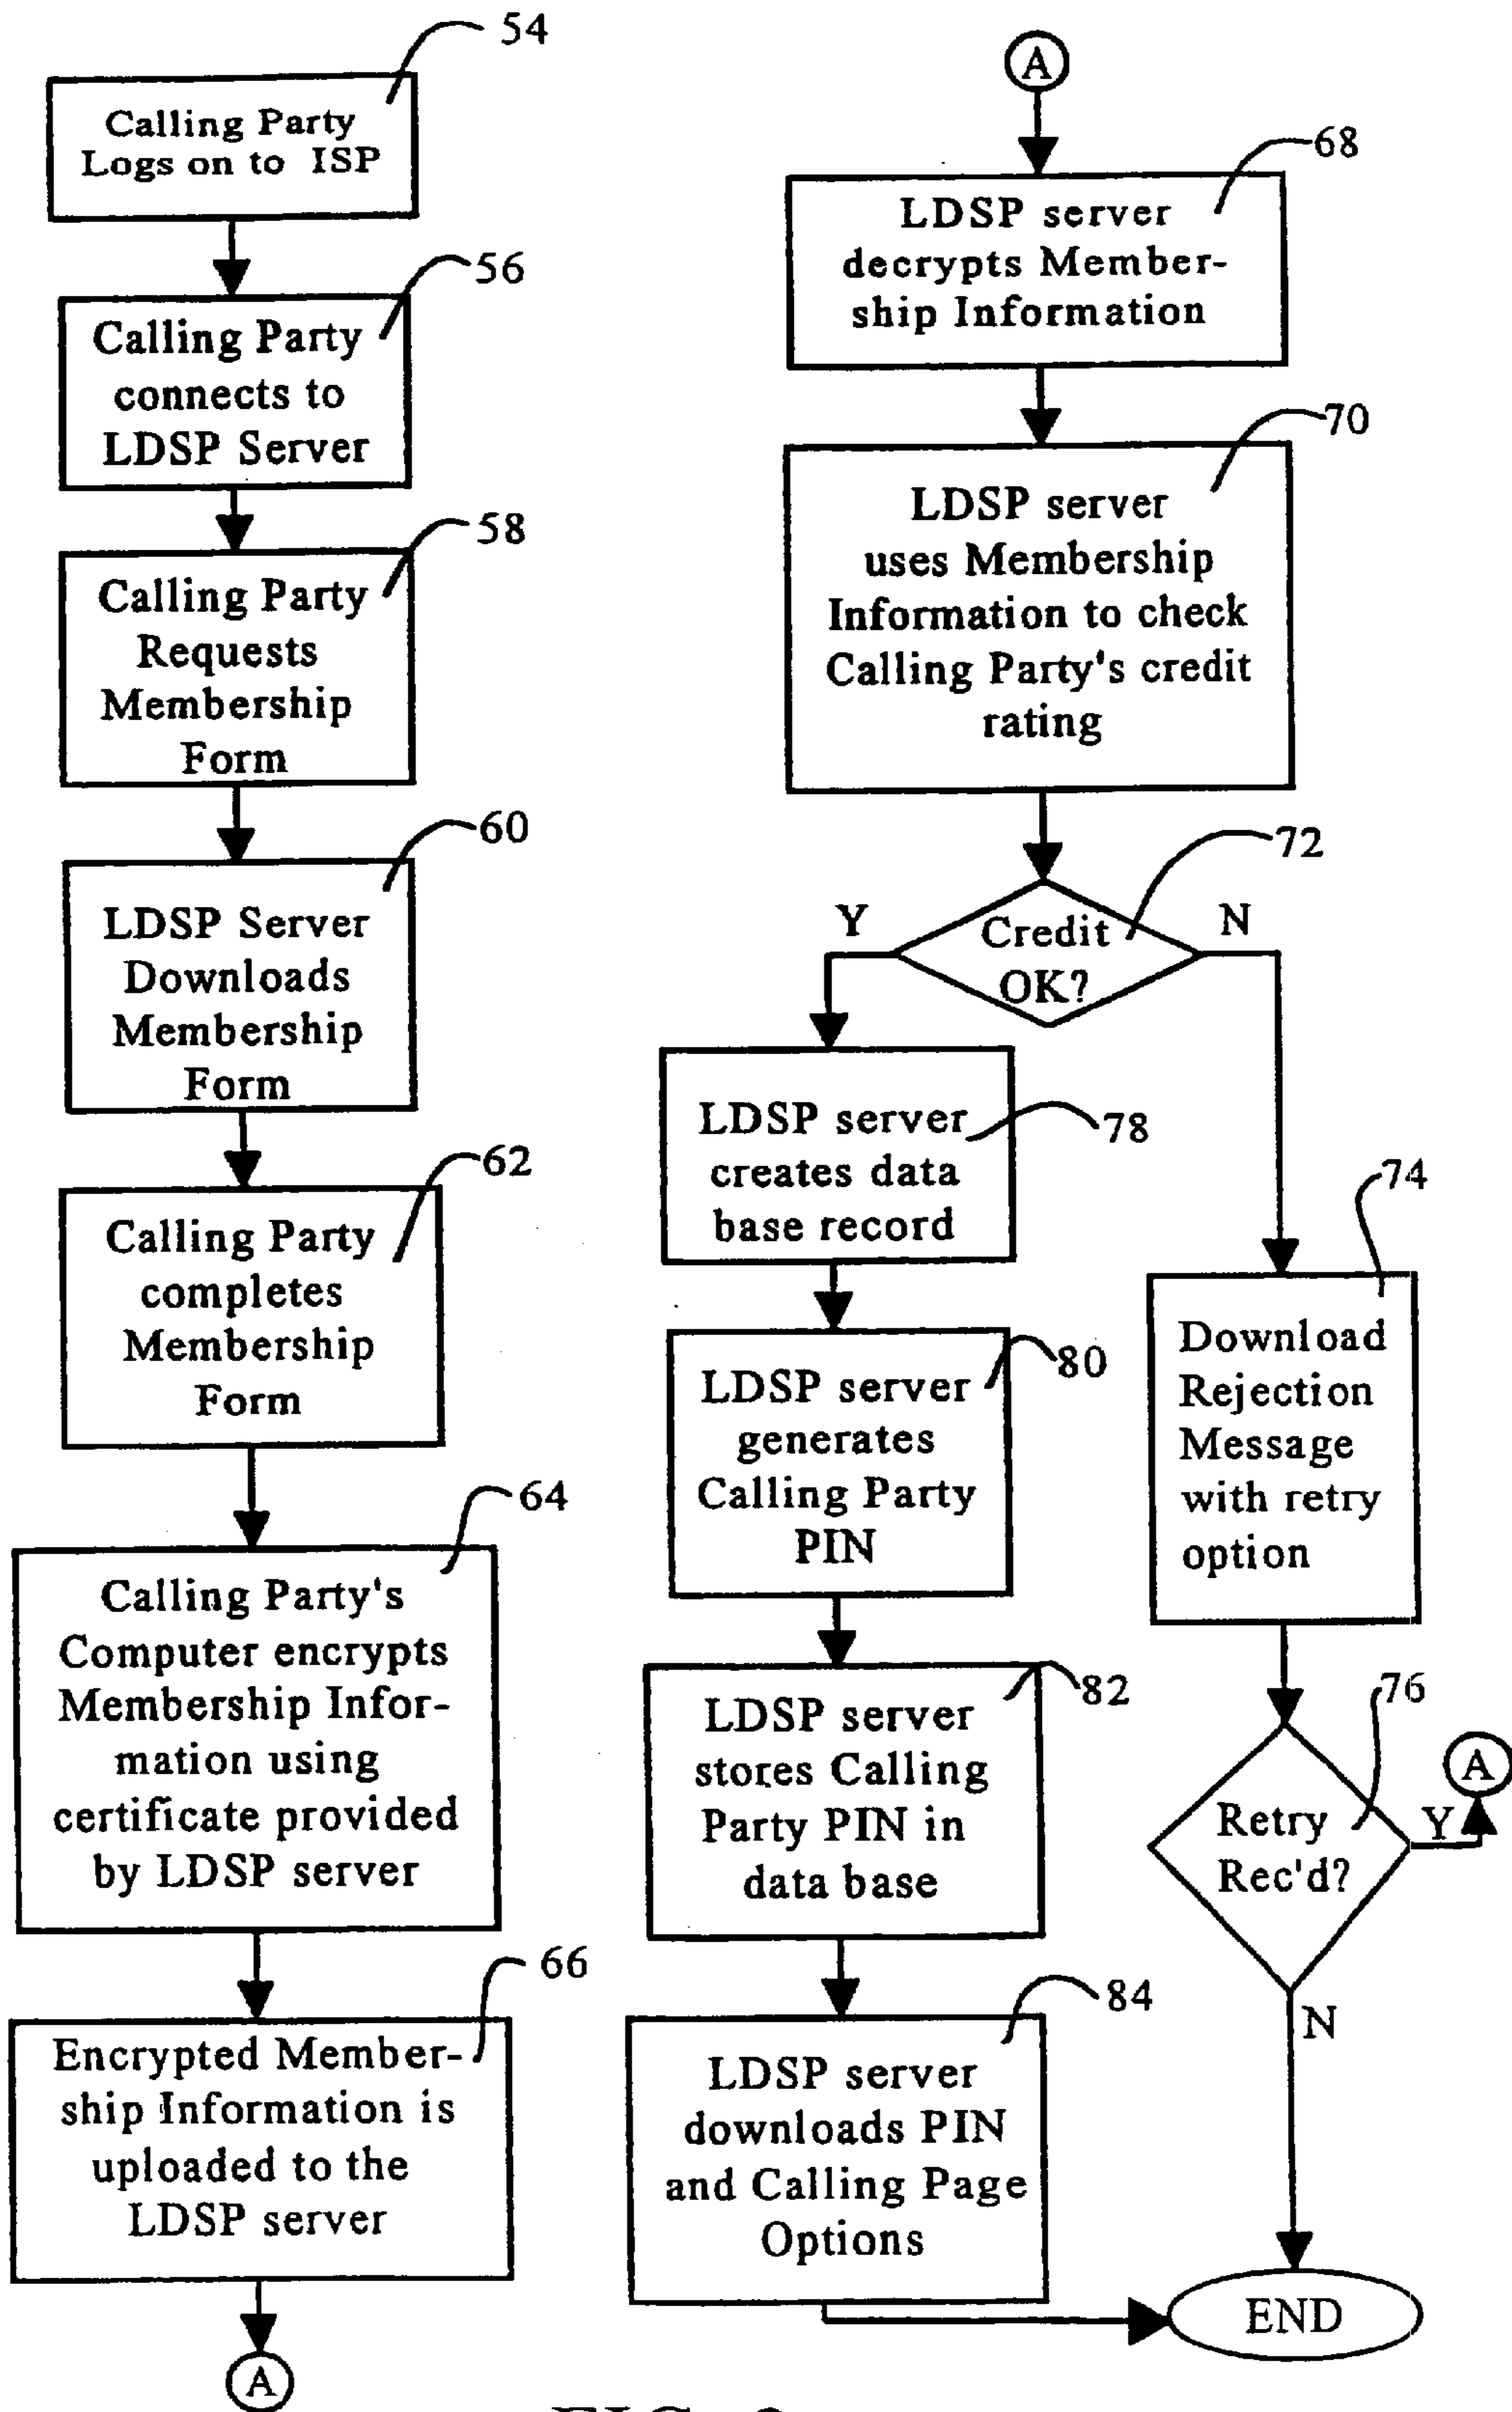 54
Calling Party
Logs on to ISP
56
Calling Party
connects to
LDSP Server
58
Calling Party
Requests
Membership
Form
60
LDSP Server
Downloads
Membership
Form
62
Calling Party
completes
Membership
Form
64
Calling Party's
Computer encrypts
Membership Infor-
mation using
certificate provided
by LDSP server
66
Encrypted Member-
ship Information is
uploaded to the
LDSP server
A
A
68
LDSP server
decrypts Member-
ship Information
70
LDSP server
uses Membership
Information to check
Calling Party's credit
rating
72
Y
N
Credit
OK?
78
LDSP server
creates data
base record
80
LDSP server
generates
Calling Party
PIN
82
LDSP server
stores Calling
Party PIN in
data base
84
LDSP server
downloads PIN
and Calling Page
Options
74
Download
Rejection
Message
with retry
option
76
Retry
Rec'd?
Y
A
N
END